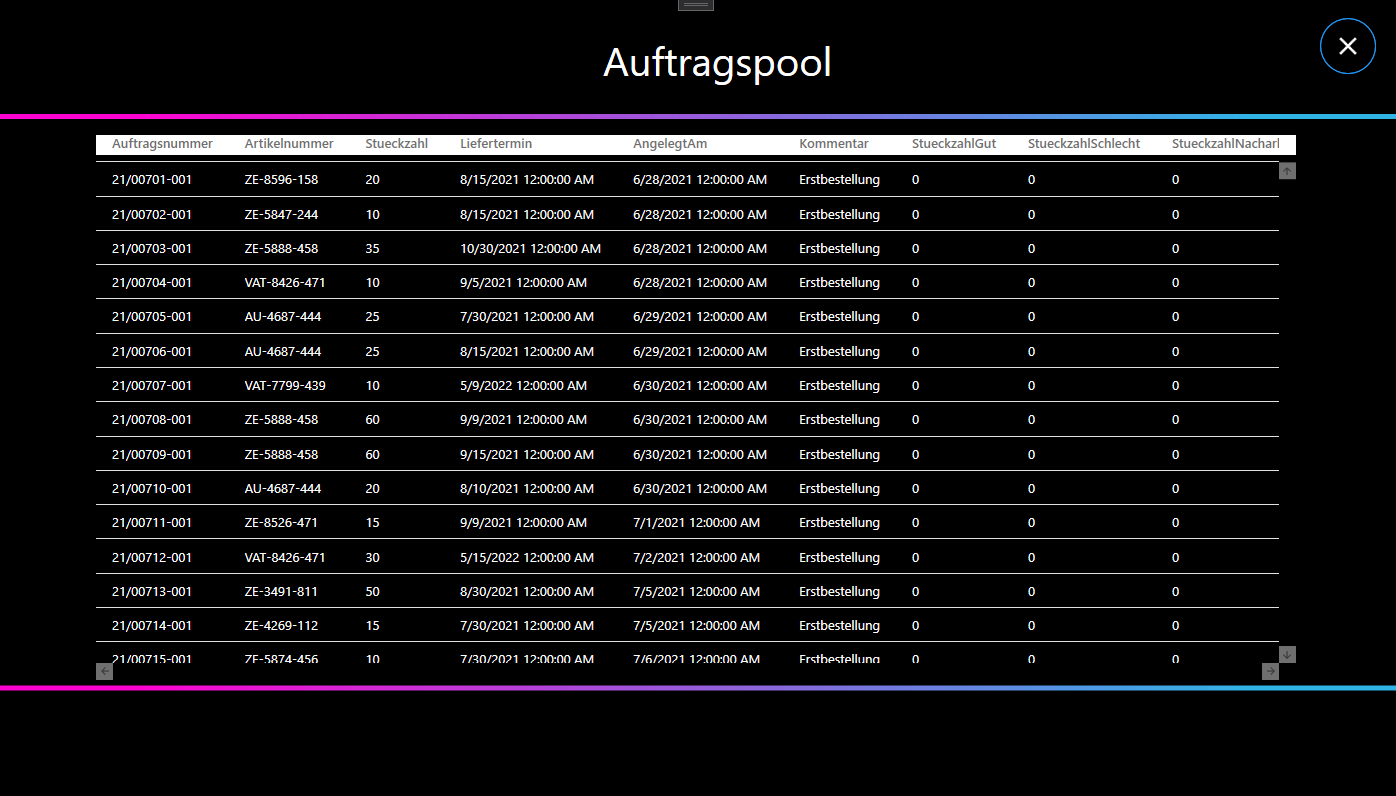 Auftragspool
Auftragsnummer Artikelnummer Stueckzahl Liefertermin AngelegtAm Kommentar StueckzahlGut StueckzahlSchlecht
21/00701-001 ZE-8596-158 20 8/15/2021 12:00:00 AM 6/28/2021 12:00:00 AM Erstbestellung 0 0 0
21/00702-001 ZE-5847-244 10 8/15/2021 12:00:00 AM 6/28/2021 12:00:00 AM Erstbestellung 0 0 0
21/00703-001 ZE-5888-458 35 10/30/2021 12:00:00 AM 6/28/2021 12:00:00 AM Erstbestellung 0 0 0
21/00704-001 VAT-8426-471 10 9/5/2021 12:00:00 AM 6/28/2021 12:00:00 AM Erstbestellung 0 0 0
21/00705-001 AU-4687-444 25 7/30/2021 12:00:00 AM 6/29/2021 12:00:00 AM Erstbestellung 0 0 0
21/00706-001 AU-4687-444 25 8/15/2021 12:00:00 AM 6/29/2021 12:00:00 AM Erstbestellung 0 0 0
21/00707-001 VAT-7799-439 10 5/9/2022 12:00:00 AM 6/30/2021 12:00:00 AM Erstbestellung 0 0 0
21/00708-001 ZE-5888-458 60 9/9/2021 12:00:00 AM 6/30/2021 12:00:00 AM Erstbestellung 0 0 0
21/00709-001 ZE-5888-458 60 9/15/2021 12:00:00 AM 6/30/2021 12:00:00 AM Erstbestellung 0 0 0
21/00710-001 AU-4687-444 20 8/10/2021 12:00:00 AM 6/30/2021 12:00:00 AM Erstbestellung 0 0 0
21/00711-001 ZE-8526-471 15 9/9/2021 12:00:00 AM 7/1/2021 12:00:00 AM Erstbestellung 0 0 0
21/00712-001 VAT-8426-471 30 5/15/2022 12:00:00 AM 7/2/2021 12:00:00 AM Erstbestellung 0 0 0
21/00713-001 ZE-3491-811 50 8/30/2021 12:00:00 AM 7/5/2021 12:00:00 AM Erstbestellung 0 0 0
21/00714-001 ZE-4269-112 15 7/30/2021 12:00:00 AM 7/5/2021 12:00:00 AM Erstbestellung 0 0 0
21/00715-001 ZE-5874-456 10 7/30/2021 12:00:00 AM 7/6/2021 12:00:00 AM Erstbestellung 0 0 0